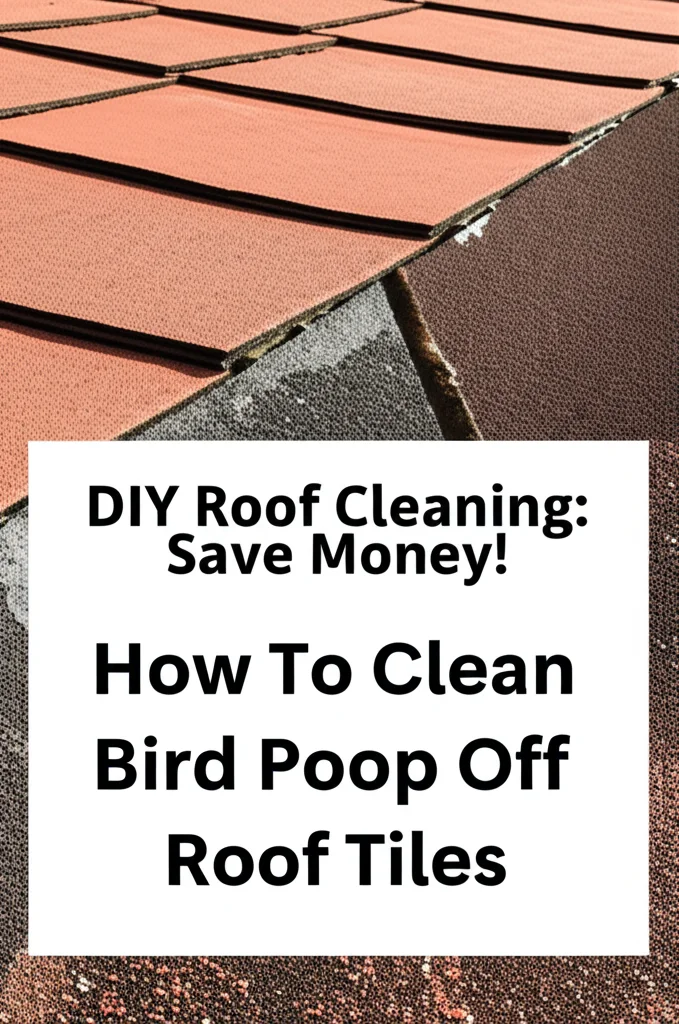 DIY Roof Cleaning:
Save Money!
How To Clean
Bird Poop Off
Roof Tiles